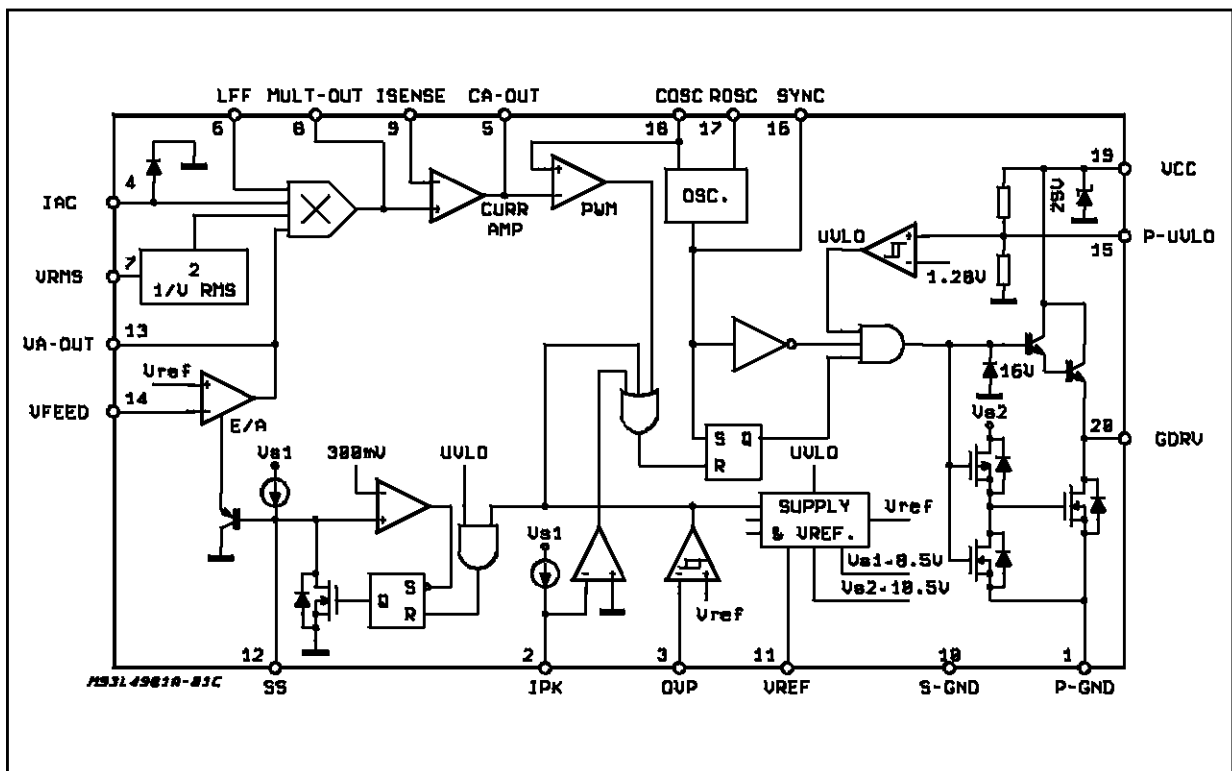 LFF MULT-OUT ISENSE CA-OUT COSC ROSC SYNC
6 8 9 5 18 17 16
19 VCC
4
IAC
25V
+
-
CURR
AMP
+
-
PWM
OSC.
UVLO
+
-
1.28V
P-UVLO
15
7
VRMS
2
1/V RMS
13
VA-OUT
Vref
+
-
14
VFEED
E/A
16V
Vs2
20
GDRV
S Q
R
Vs1
300mV
-
+
UVLO
UVLO
SUPPLY
& VREF.
Vref
Vs1
Vs1-8.5V
Vs2-10.5V
Q S
R
- +
- +
Vref
12 2 3 11 10 1
M93L4981A-01C
SS IPK OVP VREF S-GND P-GND